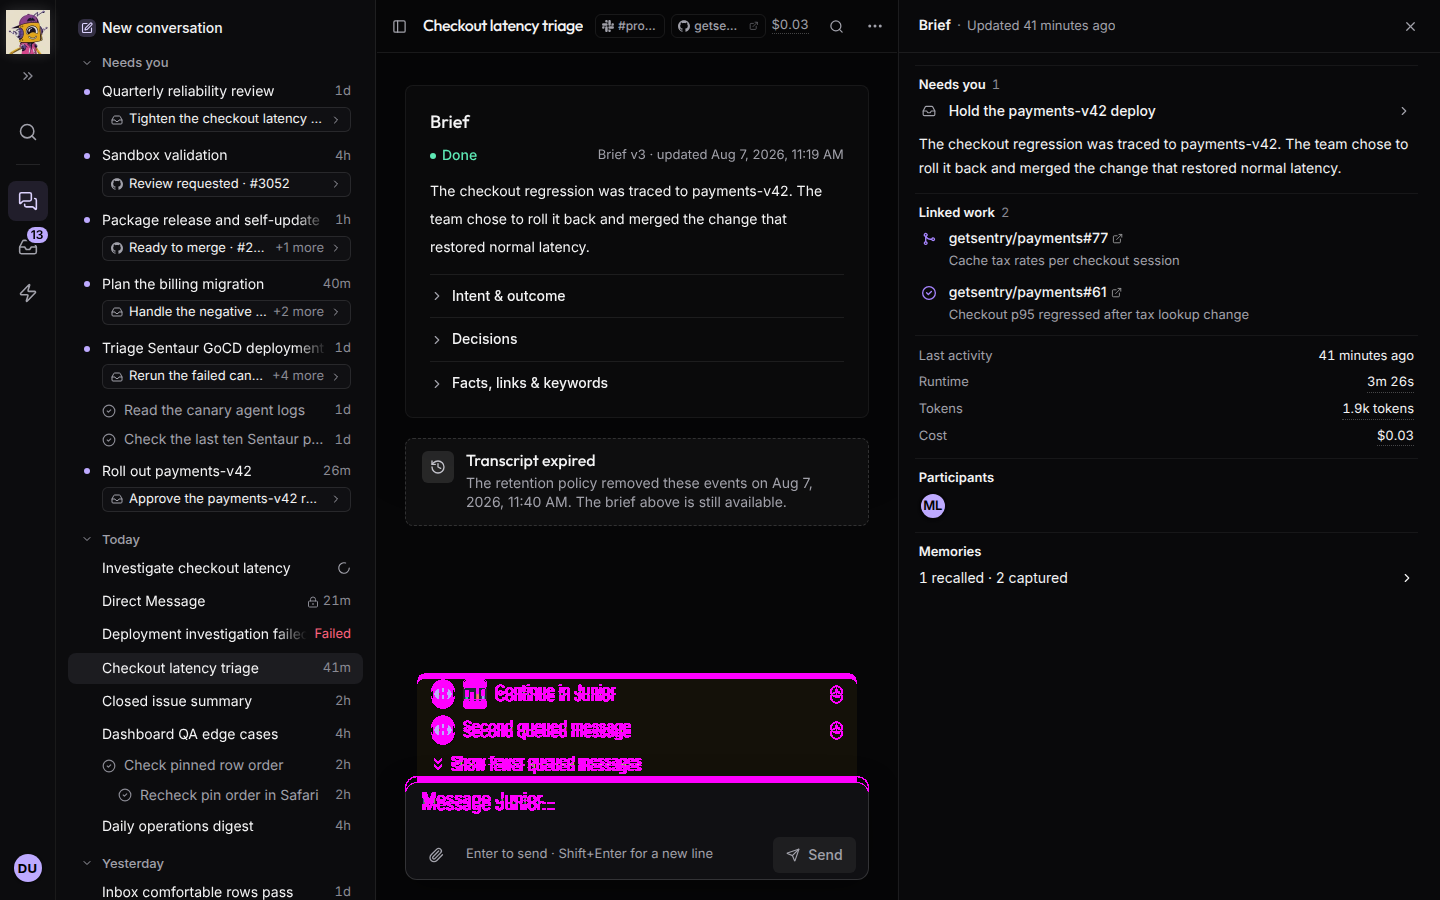 New conversation
Needs you
Quarterly reliability review 1d
Tighten the checkout latency ...
Sandbox validation 4h
Review requested · #3052
Package release and self-update 1h
Ready to merge · #2... +1 more
13
Plan the billing migration 40m
Handle the negative ... +2 more
Triage Sentaur GoCD deployment 1d
Rerun the failed can... +4 more
Read the canary agent logs 1d
Check the last ten Sentaur p... 1d
Roll out payments-v42 26m
Approve the payments-v42 r...
Today
Investigate checkout latency
Direct Message 21m
Deployment investigation failed Failed
Checkout latency triage 41m
Closed issue summary 2h
Dashboard QA edge cases 4h
Check pinned row order 2h
Recheck pin order in Safari 2h
Daily operations digest 4h
Yesterday
Inbox comfortable rows pass 1d
DU
Checkout latency triage #pro... getse... $0.03
Brief
Done Brief v3 · updated Aug 7, 2026, 11:19 AM
The checkout regression was traced to payments-v42. The
team chose to roll it back and merged the change that
restored normal latency.
Intent & outcome
Decisions
Facts, links & keywords
Transcript expired
The retention policy removed these events on Aug 7,
2026, 11:40 AM. The brief above is still available.
Continue in Junior
Second queued message
Show fewer queued messages
Message Junior...
Enter to send · Shift+Enter for a new line Send
Brief · Updated 41 minutes ago
Needs you 1
Hold the payments-v42 deploy
The checkout regression was traced to payments-v42. The team chose to
roll it back and merged the change that restored normal latency.
Linked work 2
getsentry/payments#77
Cache tax rates per checkout session
getsentry/payments#61
Checkout p95 regressed after tax lookup change
Last activity 41 minutes ago
Runtime 3m 26s
Tokens 1.9k tokens
Cost $0.03
Participants
ML
Memories
1 recalled · 2 captured